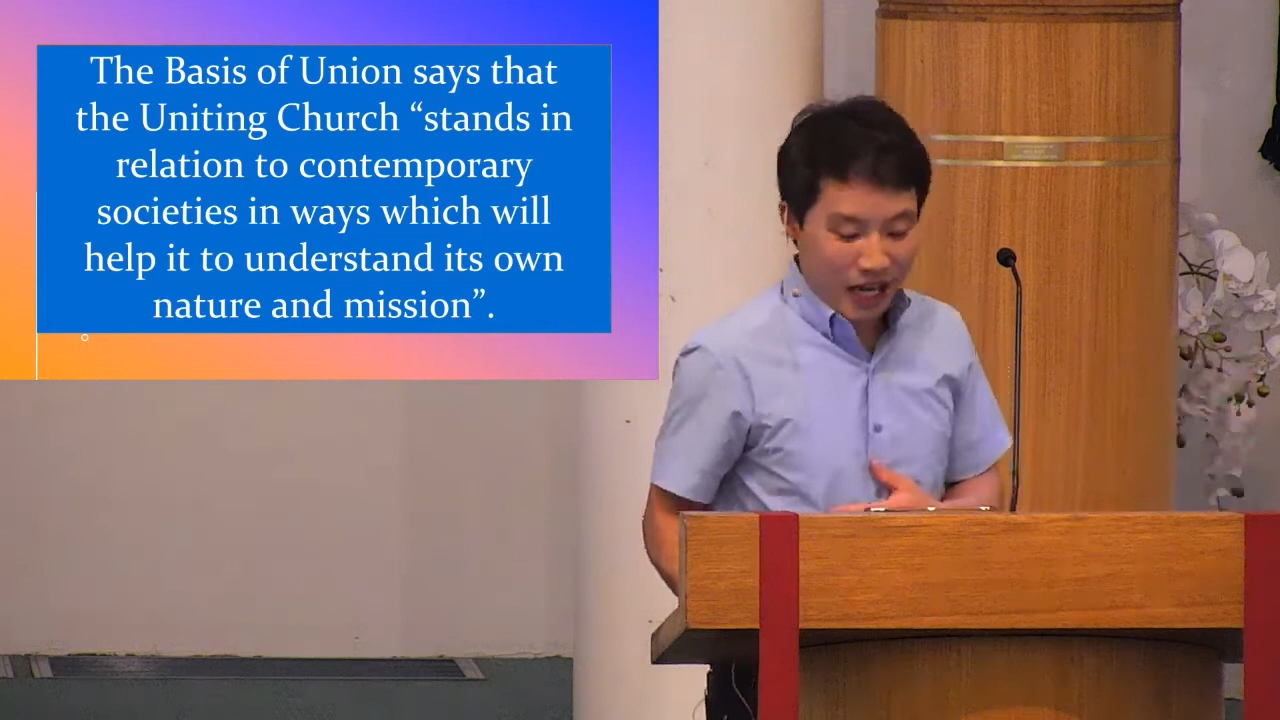 The Basis of Union says that
the Uniting Church “stands in
relation to contemporary
societies in ways which will
help it to understand its own
nature and mission”.